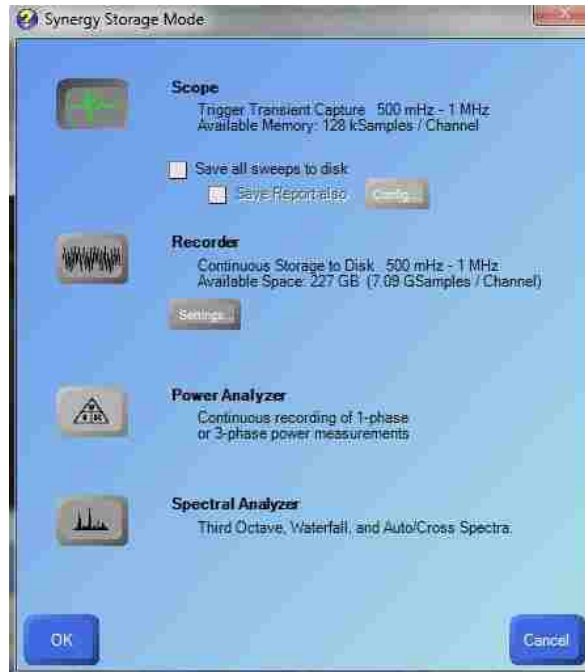 Synergy Storage Mode
Scope
Trigger Transient Capture 500 mHz - 1 MHz
Available Memory: 128 kSamples / Channel
Save all sweeps to disk
Save Report also
Config...
Recorder
Continuous Storage to Disk 500 mHz - 1 MHz
Available Space: 227 GB (7.09 GSamples / Channel)
Settings...
Power Analyzer
Continuous recording of 1-phase
or 3-phase power measurements
Spectral Analyzer
Third Octave, Waterfall, and Auto/Cross Spectra.
OK
Cancel